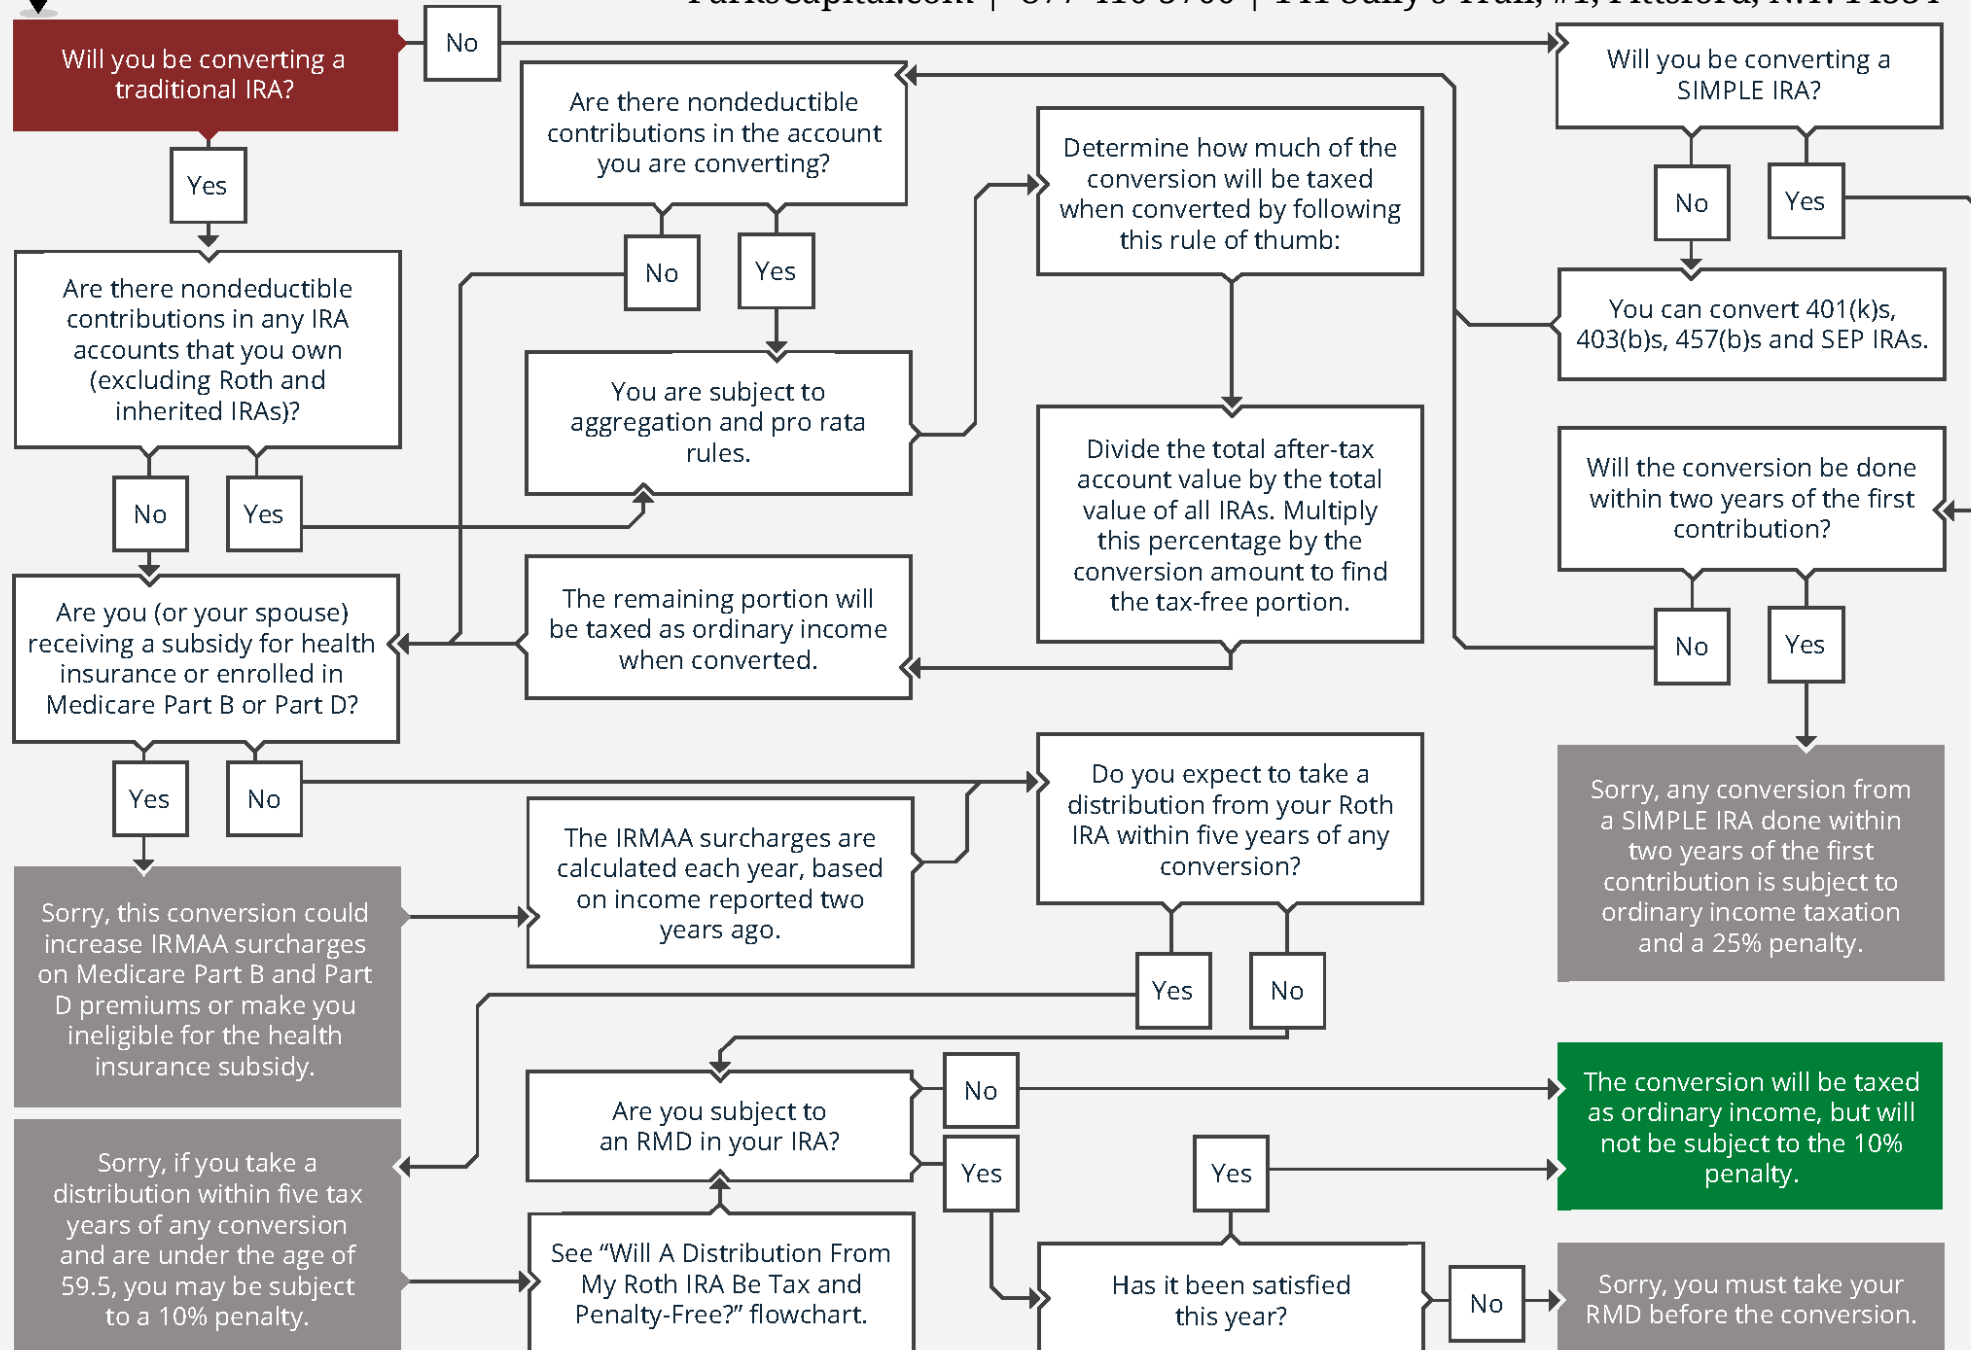 Will you be converting a
traditional IRA?
No
Yes
Are there nondeductible
contributions in the account
you are converting?
No
Yes
Determine how much of the
conversion will be taxed
when converted by following
this rule of thumb:
Will you be converting a
SIMPLE IRA?
No
Yes
Are there nondeductible
contributions in any IRA
accounts that you own
(excluding Roth and
inherited IRAs)?
No
Yes
You are subject to
aggregation and pro rata
rules.
You can convert 401(k)s,
403(b)s, 457(b)s and SEP IRAs.
Divide the total after-tax
account value by the total
value of all IRAs. Multiply
this percentage by the
conversion amount to find
the tax-free portion.
Will the conversion be done
within two years of the first
contribution?
No
Yes
The remaining portion will
be taxed as ordinary income
when converted.
Are you (or your spouse)
receiving a subsidy for health
insurance or enrolled in
Medicare Part B or Part D?
Yes
No
Do you expect to take a
distribution from your Roth
IRA within five years of any
conversion?
Yes
No
Sorry, any conversion from
a SIMPLE IRA done within
two years of the first
contribution is subject to
ordinary income taxation
and a 25% penalty.
The IRMAA surcharges are
calculated each year, based
on income reported two
years ago.
Sorry, this conversion could
increase IRMAA surcharges
on Medicare Part B and Part
D premiums or make you
ineligible for the health
insurance subsidy.
Are you subject to
an RMD in your IRA?
No
Yes
The conversion will be taxed
as ordinary income, but will
not be subject to the 10%
penalty.
Sorry, if you take a
distribution within five tax
years of any conversion
and are under the age of
59.5, you may be subject
to a 10% penalty.
See “Will A Distribution From
My Roth IRA Be Tax and
Penalty-Free?” flowchart.
Yes
Has it been satisfied
this year?
No
Sorry, you must take your
RMD before the conversion.